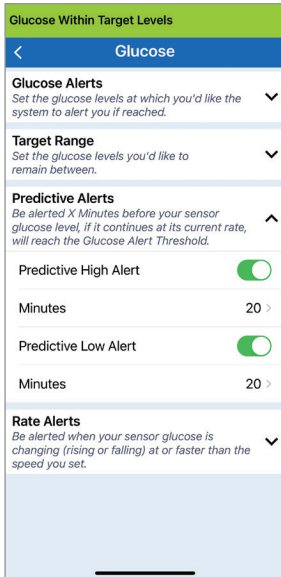 Glucose Within Target Levels
Glucose
Glucose Alerts
Set the glucose levels at which you'd like the
system to alert you if reached.
Target Range
Set the glucose levels you'd like to
remain between.
Predictive Alerts
Be alerted X Minutes before your sensor
glucose level, if it continues at its current rate,
will reach the Glucose Alert Threshold.
Predictive High Alert
Minutes 20
Predictive Low Alert
Minutes 20
Rate Alerts
Be alerted when your sensor glucose is
changing (rising or falling) at or faster than the
speed you set.